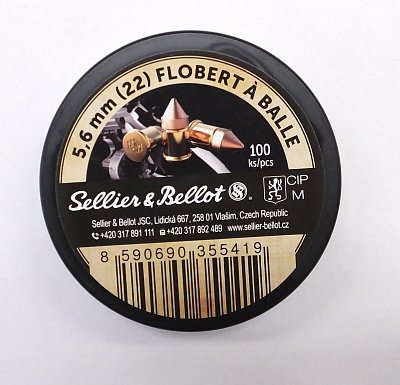 5,6 mm (22) FLOBERT À BALLE
100
ks/pcs
Sellier & Bellot S&B ®
CIP
M
Sellier & Bellot JSC, Lidická 667, 258 01 Vlašim, Czech Republic
+420 317 891 111 +420 317 892 489 www.sellier-bellot.cz
8 590690 355419